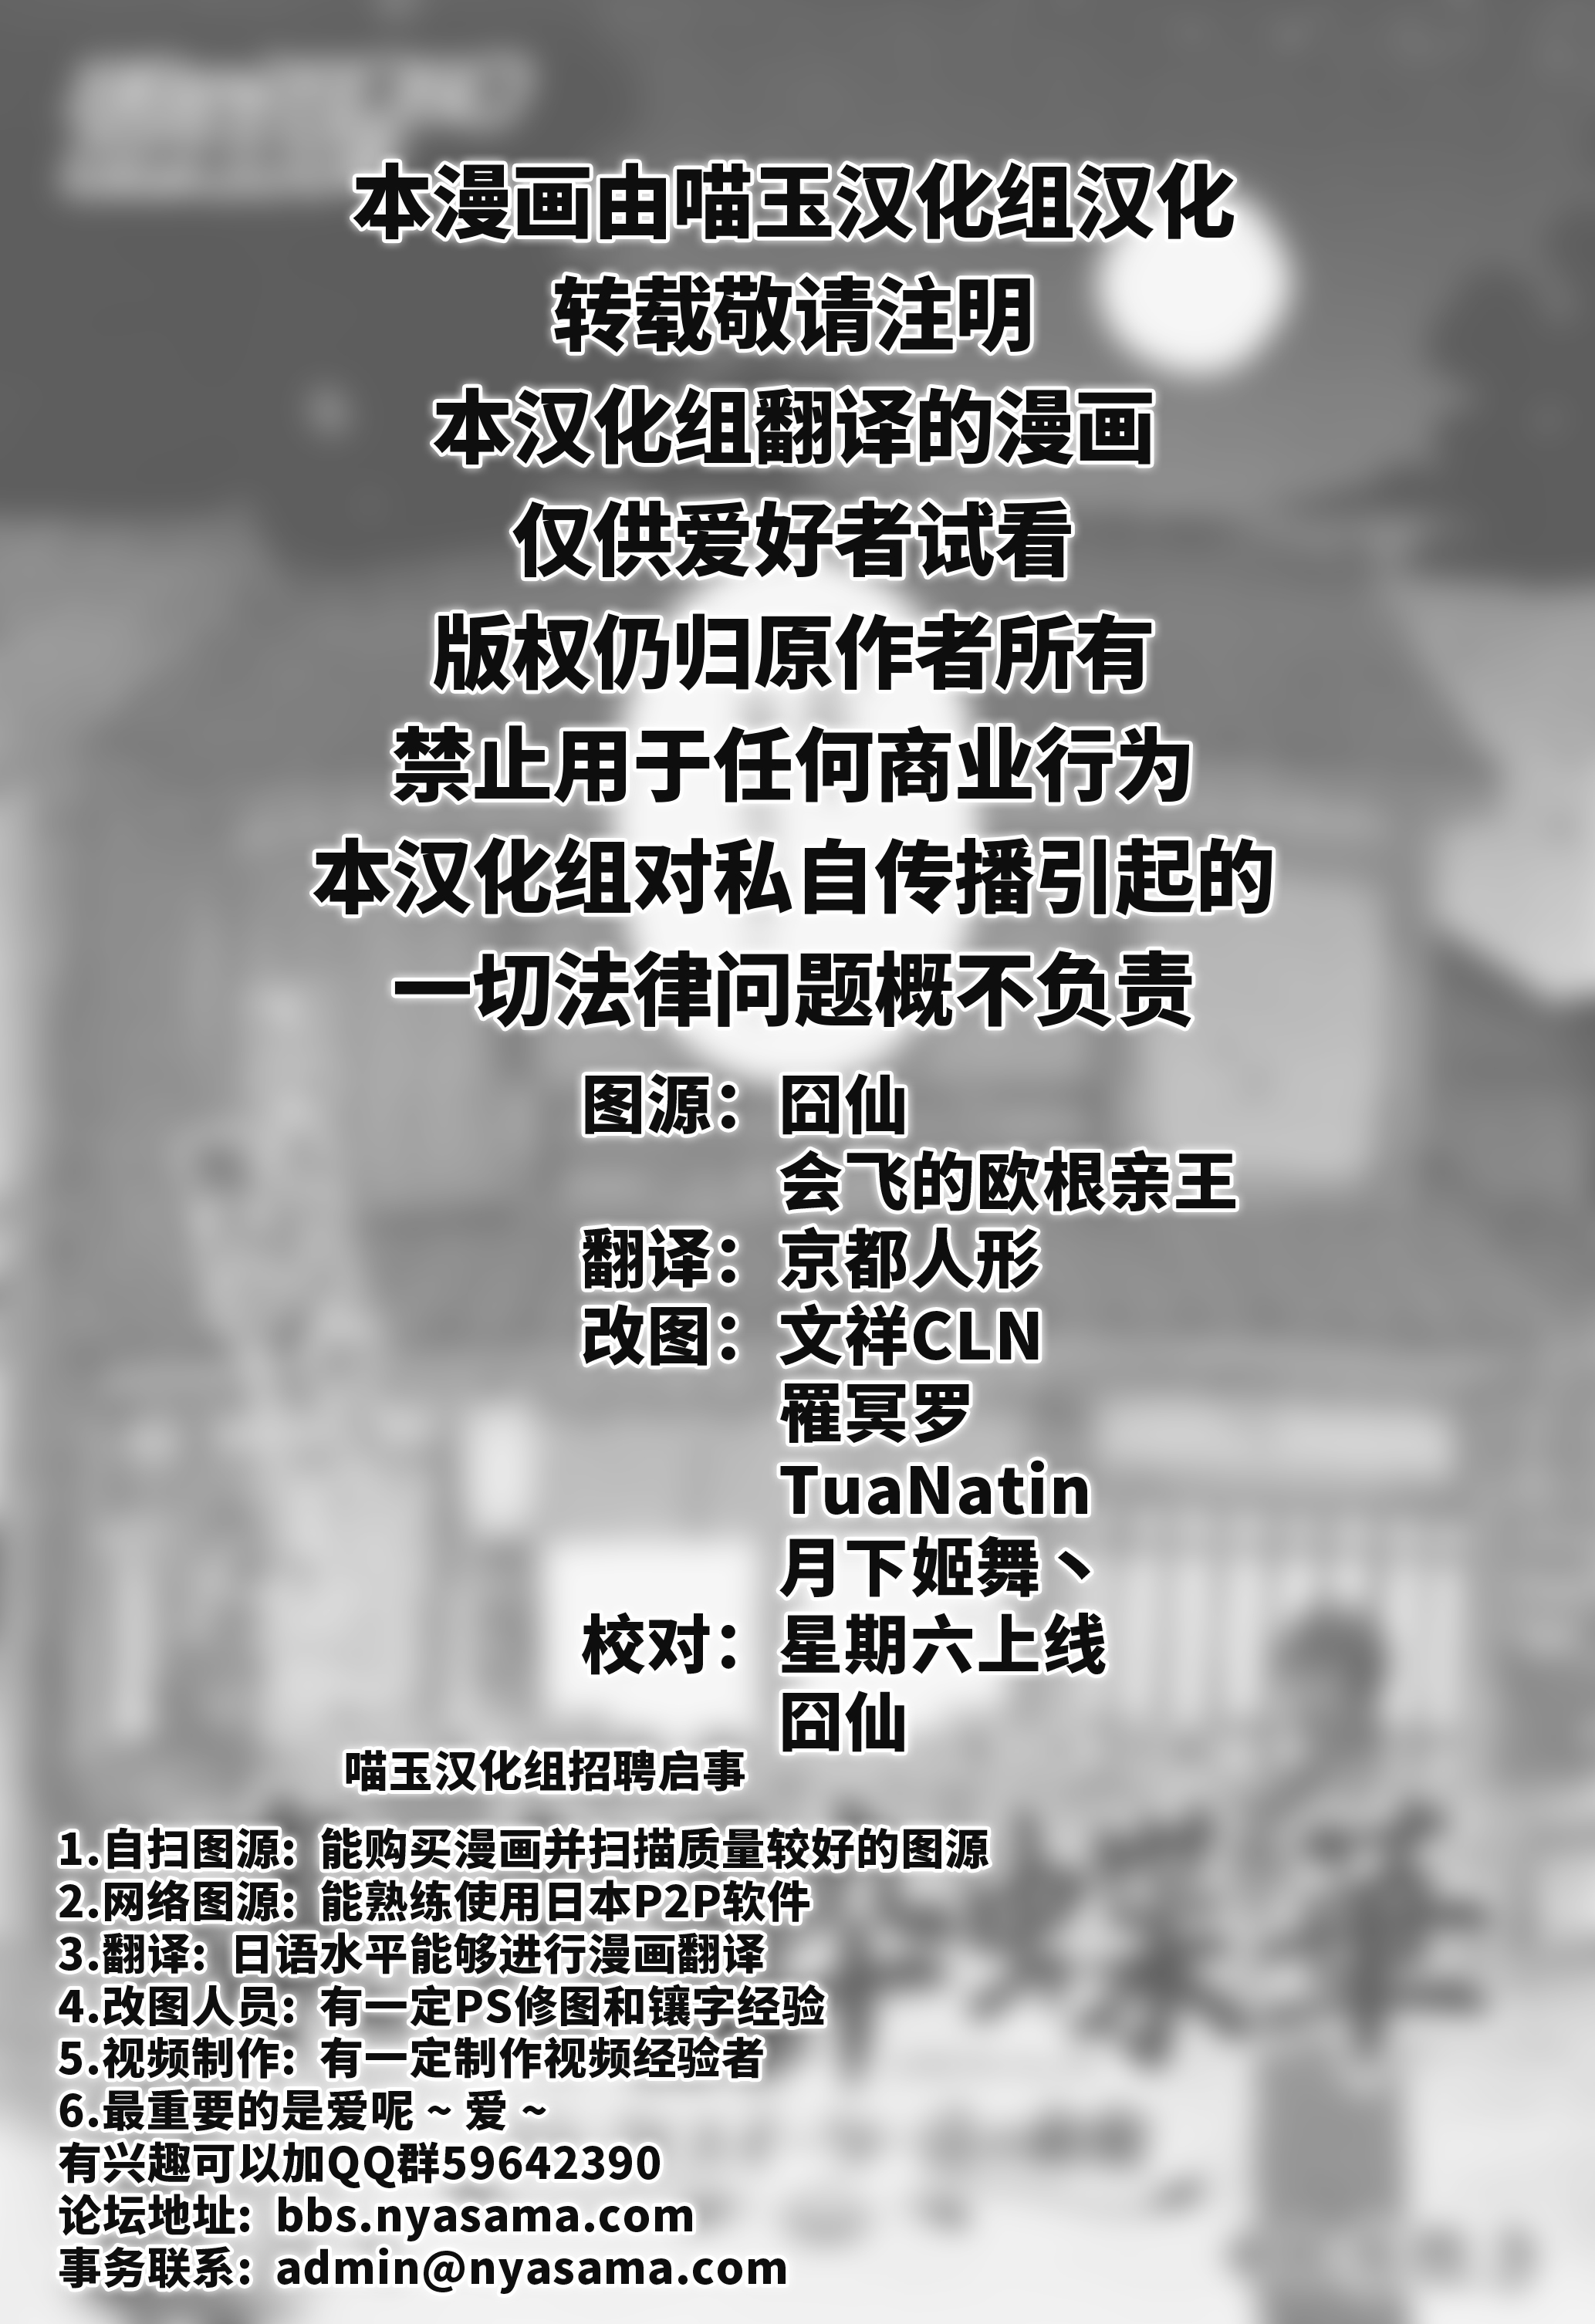 本漫画由喵玉汉化组汉化
转载敬请注明
本汉化组翻译的漫画
仅供爱好者试看
版权仍归原作者所有
禁止用于任何商业行为
本汉化组对私自传播引起的
一切法律问题概不负责
图源：囧仙
会飞的欧根亲王
翻译：京都人形
改图：文祥CLN
罹冥罗
TuaNatin
月下姬舞丶
校对：星期六上线
囧仙
喵玉汉化组招聘启事
1.自扫图源：能购买漫画并扫描质量较好的图源
2.网络图源：能熟练使用日本P2P软件
3.翻译：日语水平能够进行漫画翻译
4.改图人员：有一定PS修图和镶字经验
5.视频制作：有一定制作视频经验者
6.最重要的是爱呢～爱～
有兴趣可以加QQ群59642390
论坛地址：bbs.nyasama.com
事务联系：admin@nyasama.com